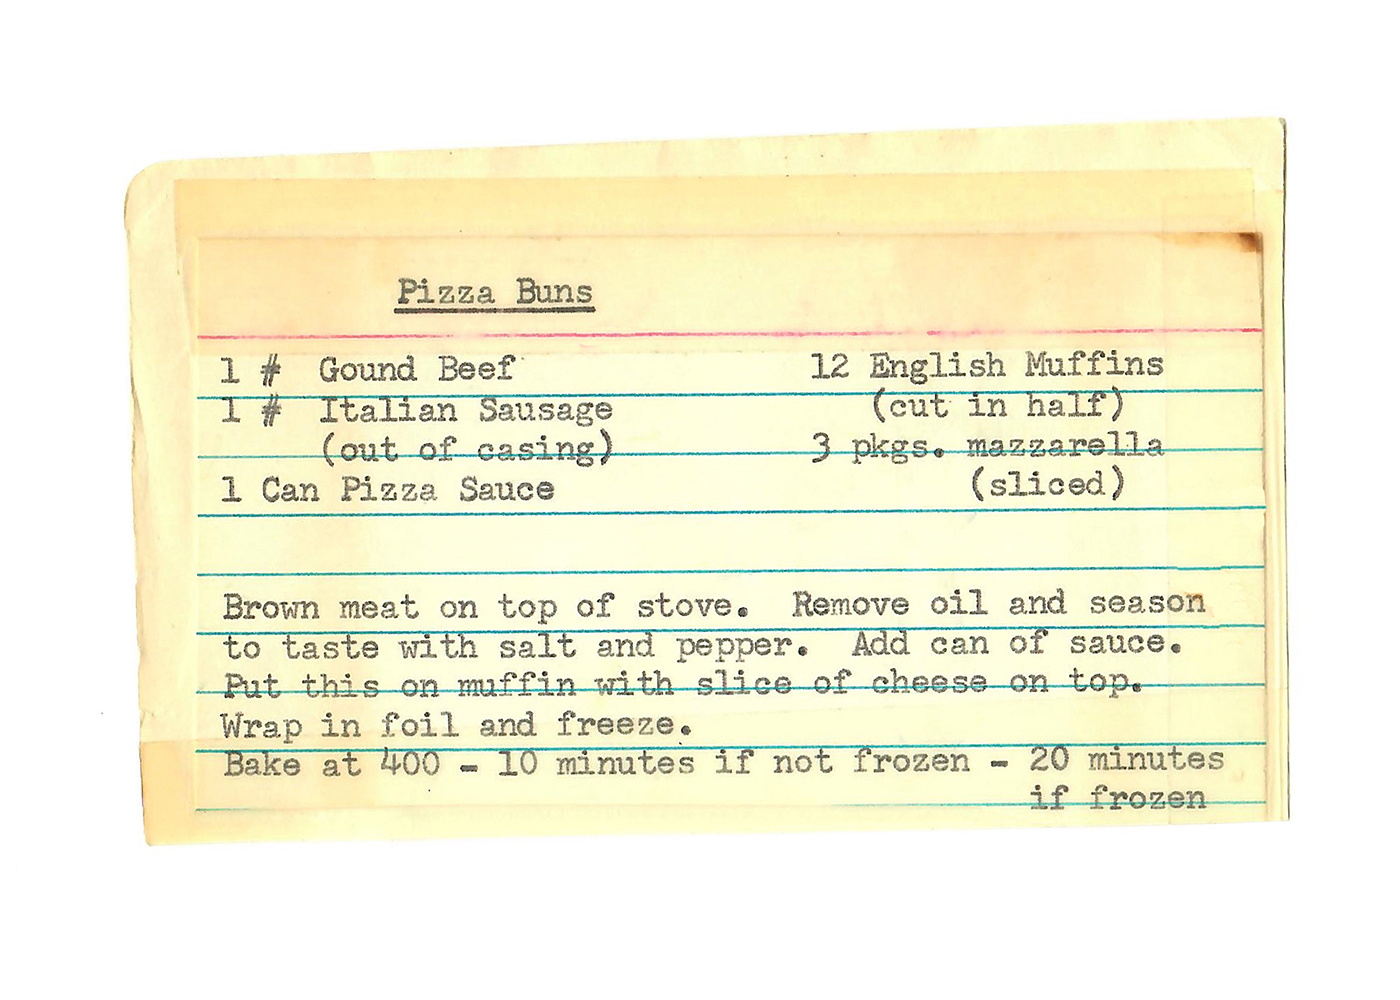 Pizza Buns
1 # Gound Beef 12 English Muffins
1 # Italian Sausage (cut in half)
(out of casing) 3 pkgs. mazzarella
1 Can Pizza Sauce (sliced)
Brown meat on top of stove. Remove oil and season
to taste with salt and pepper. Add can of sauce.
Put this on muffin with slice of cheese on top.
Wrap in foil and freeze.
Bake at 400 - 10 minutes if not frozen - 20 minutes
if frozen